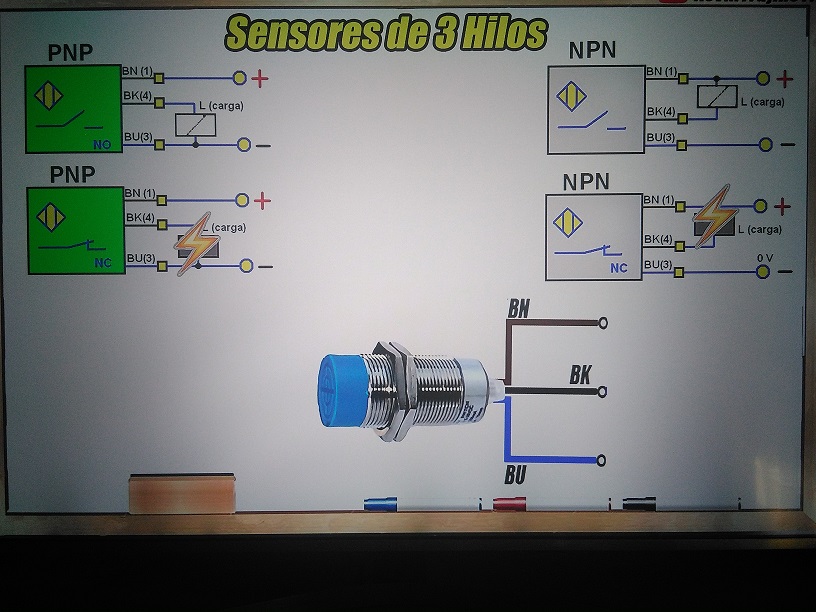 Sensores de 3 Hilos
PNP
BN (1)
+
BK(4)
L (carga)
BU(3)
NO
−
NPN
BN (1)
+
BK(4)
L (carga)
BU(3)
−
PNP
BN (1)
+
BK(4)
L (carga)
BU(3)
NC
−
NPN
BN (1)
+
BK(4)
L (carga)
BU(3)
NC
0 V
−
BN
BK
BU